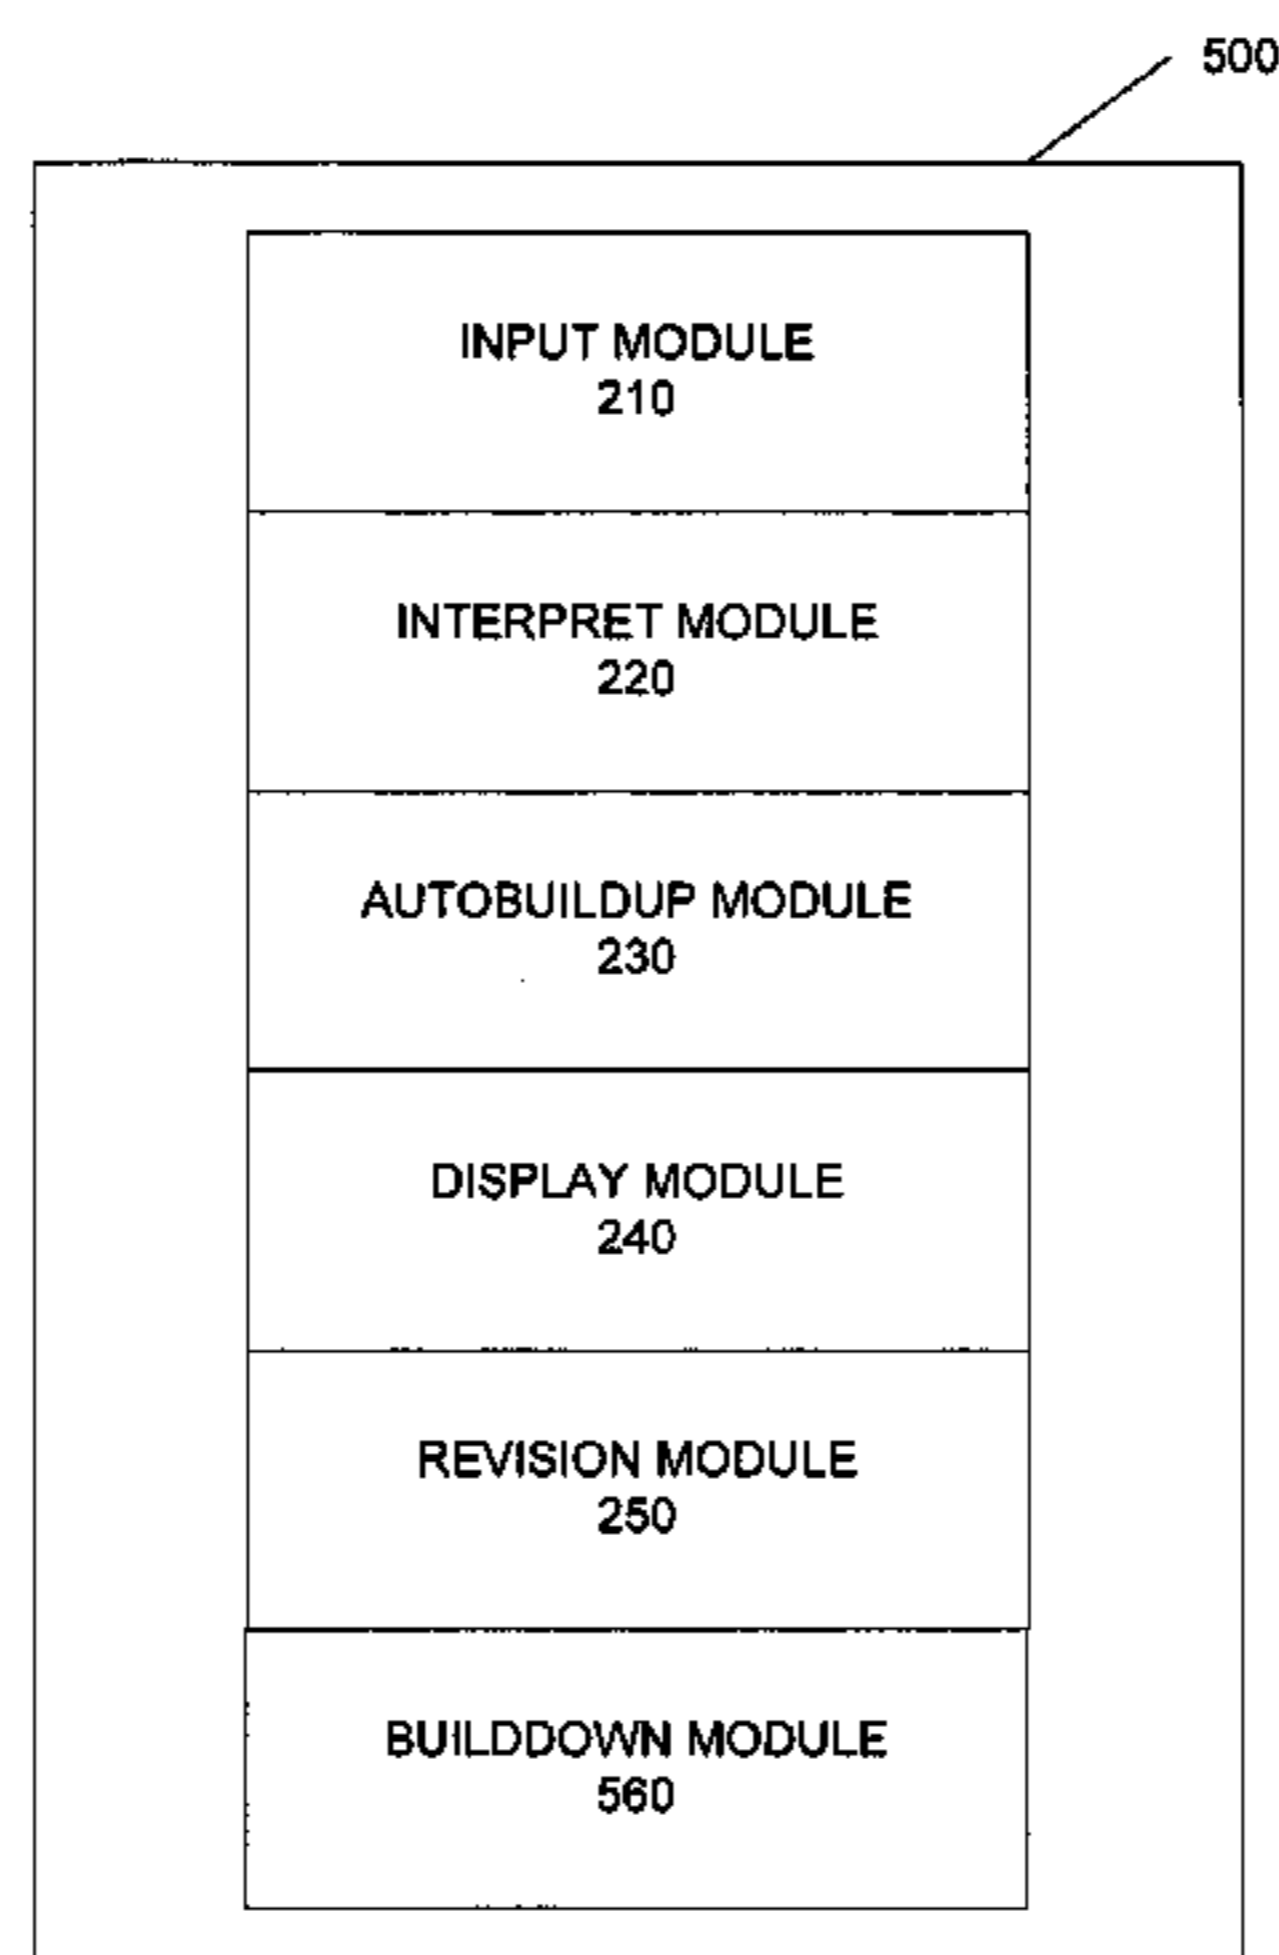 500
INPUT MODULE
210
INTERPRET MODULE
220
AUTOBUILDUP MODULE
230
DISPLAY MODULE
240
REVISION MODULE
250
BUILDDOWN MODULE
560